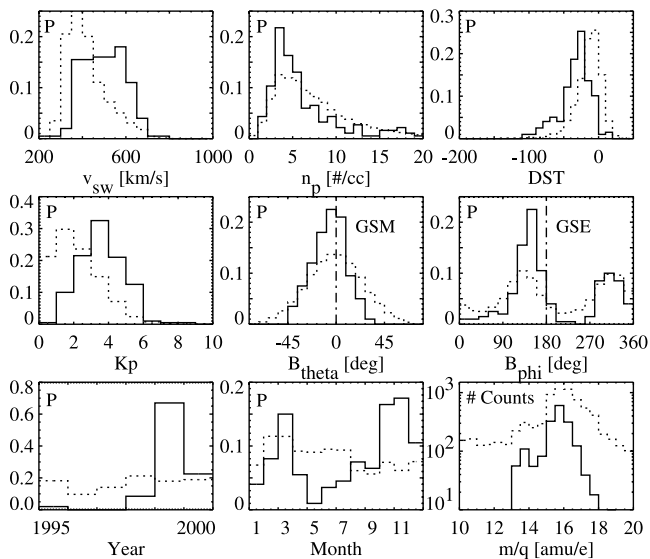 0.2 P
0.1
0
200 600 1000
v_sw [km/s]
0.2 P
0.1
0
0 5 10 15 20
n_p [#/cc]
0.3 P
0.2
0.1
0
-200 -100 0
DST
0.4 P
0.3
0.2
0.1
0.0
0 2 4 6 8 10
Kp
0.2 P GSM
0.1
0
-45 0 45
B_theta [deg]
0.2 P GSE
0.1
0
0 90 180 270 360
B_phi [deg]
0.8 P
0.6
0.4
0.2
0.0
1995 2000
Year
0.2 P
0.1
0
1 3 5 7 9 11
Month
10^3 # Counts
10^2
10^1
10 12 14 16 18 20
m/q [amu/e]